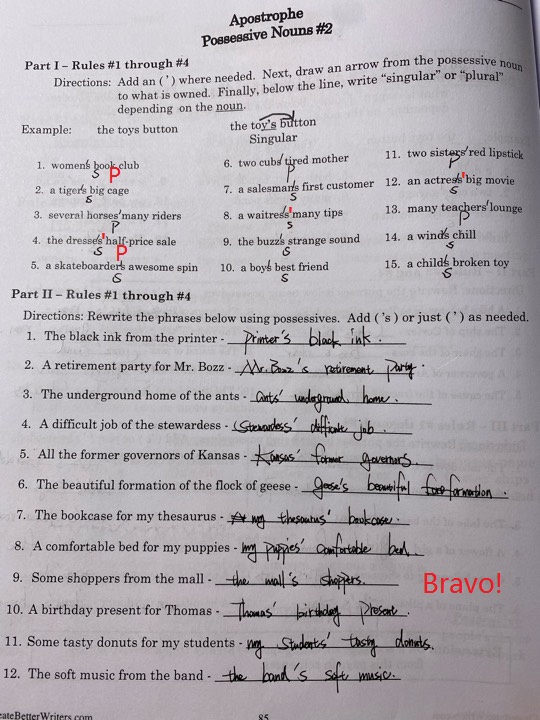 Apostrophe
Possessive Nouns #2
Part I – Rules #1 through #4
Directions: Add an ( ' ) where needed. Next, draw an arrow from the possessive noun
to what is owned. Finally, below the line, write "singular" or "plural"
depending on the noun.
Example: the toys button the toy's button
Singular
1. women's book club
S P
2. a tiger's big cage
S
3. several horses' many riders
P
4. the dresses' half-price sale
S P
5. a skateboarder's awesome spin
S
6. two cubs' tired mother
P
7. a salesman's first customer
S
8. a waitress' many tips
S
9. the buzz's strange sound
S
10. a boy's best friend
S
11. two sisters' red lipstick
P
12. an actress' big movie
S
13. many teachers' lounge
P
14. a wind's chill
S
15. a child's broken toy
S
Part II – Rules #1 through #4
Directions: Rewrite the phrases below using possessives. Add ('s) or just (') as needed.
1. The black ink from the printer - Printer's black ink.
2. A retirement party for Mr. Bozz - Mr. Bozz's retirement party.
3. The underground home of the ants - ants' underground home.
4. A difficult job of the stewardess - Stewardess' difficult job.
5. All the former governors of Kansas - Kansas' former governors.
6. The beautiful formation of the flock of geese - geese's beautiful formation.
7. The bookcase for my thesaurus - my thesaurus' bookcase.
8. A comfortable bed for my puppies - my puppies' comfortable bed.
9. Some shoppers from the mall - the mall's shoppers. Bravo!
10. A birthday present for Thomas - Thomas' birthday present.
11. Some tasty donuts for my students - my students' tasty donuts.
12. The soft music from the band - the band's soft music.
eateBetterWriters.com 85